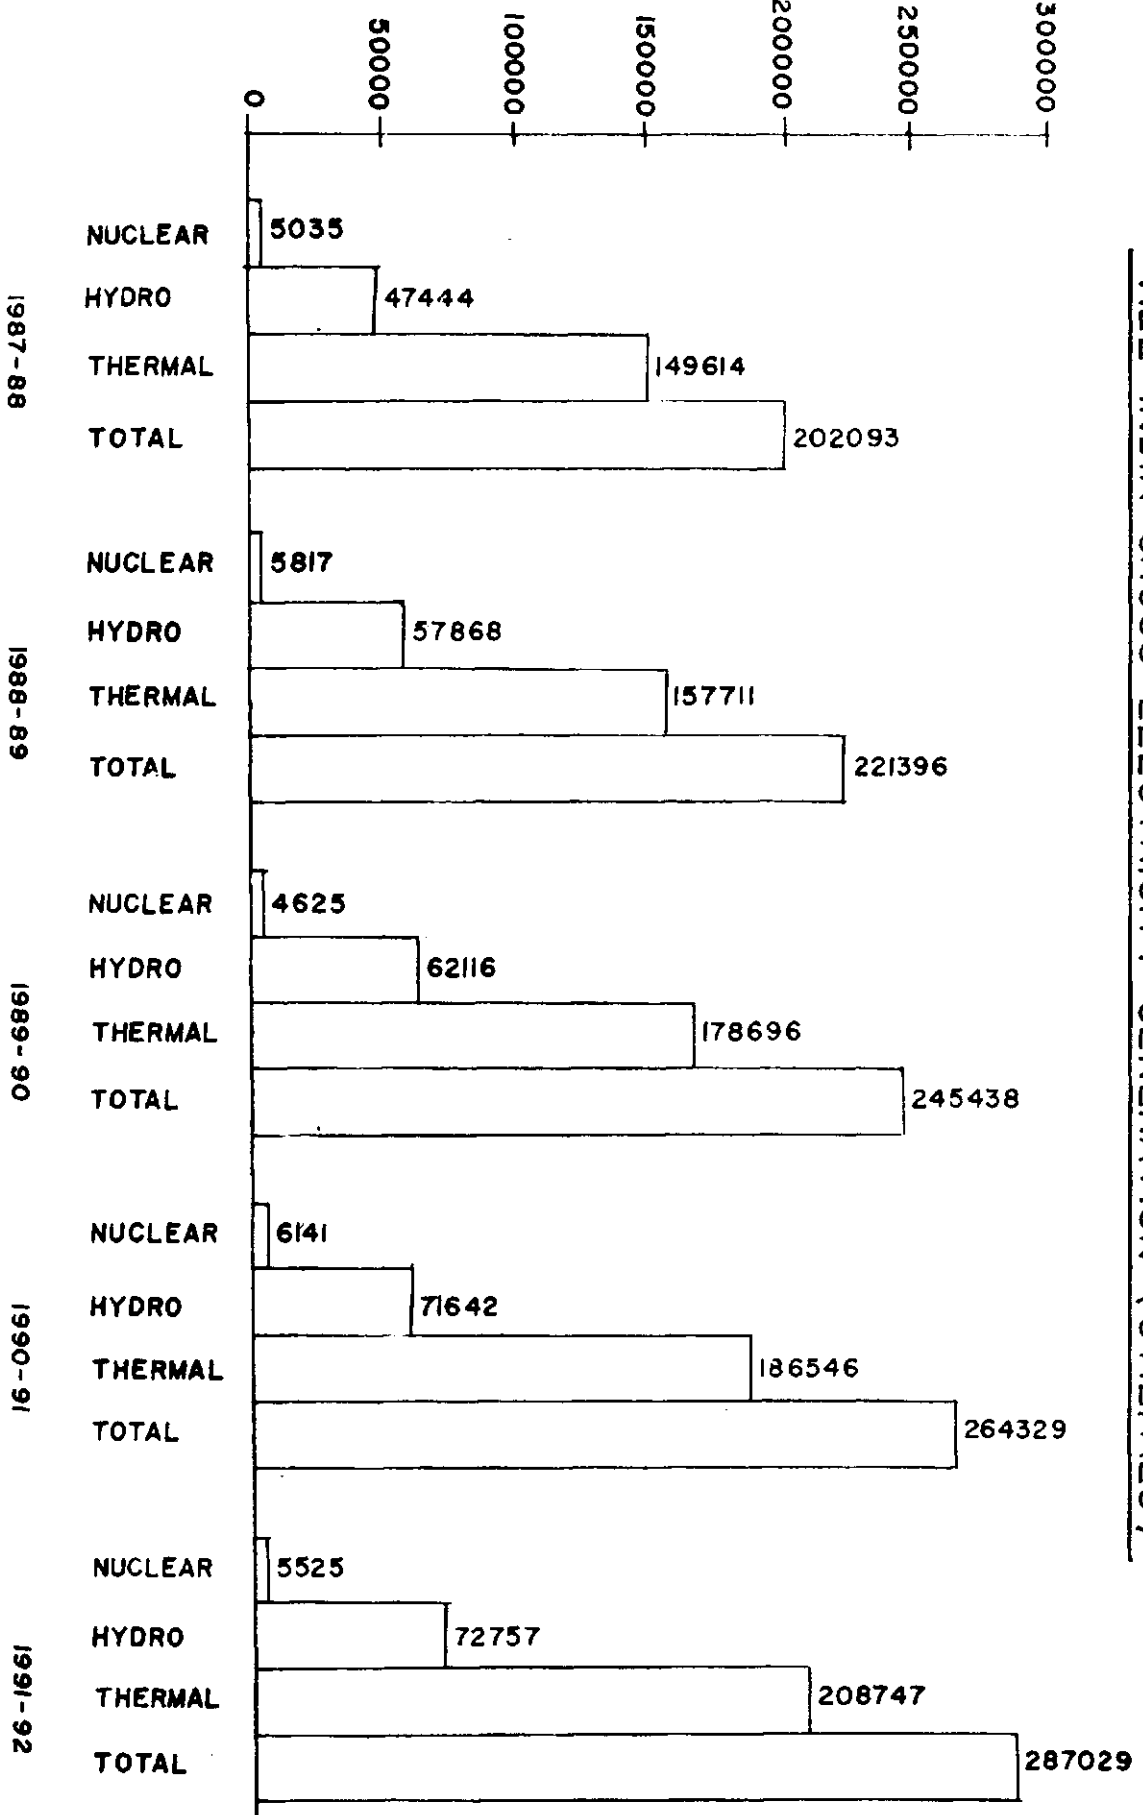 300000
250000
200000
150000
100000
50000
0
NUCLEAR 5035
HYDRO 47444
THERMAL 149614
TOTAL 202093
1987-88
NUCLEAR 5817
HYDRO 57868
THERMAL 157711
TOTAL 221396
1988-89
NUCLEAR 4625
HYDRO 62116
THERMAL 178696
TOTAL 245438
1989-90
NUCLEAR 6141
HYDRO 71642
THERMAL 186546
TOTAL 264329
1990-91
NUCLEAR 5525
HYDRO 72757
THERMAL 208747
TOTAL 287029
1991-92